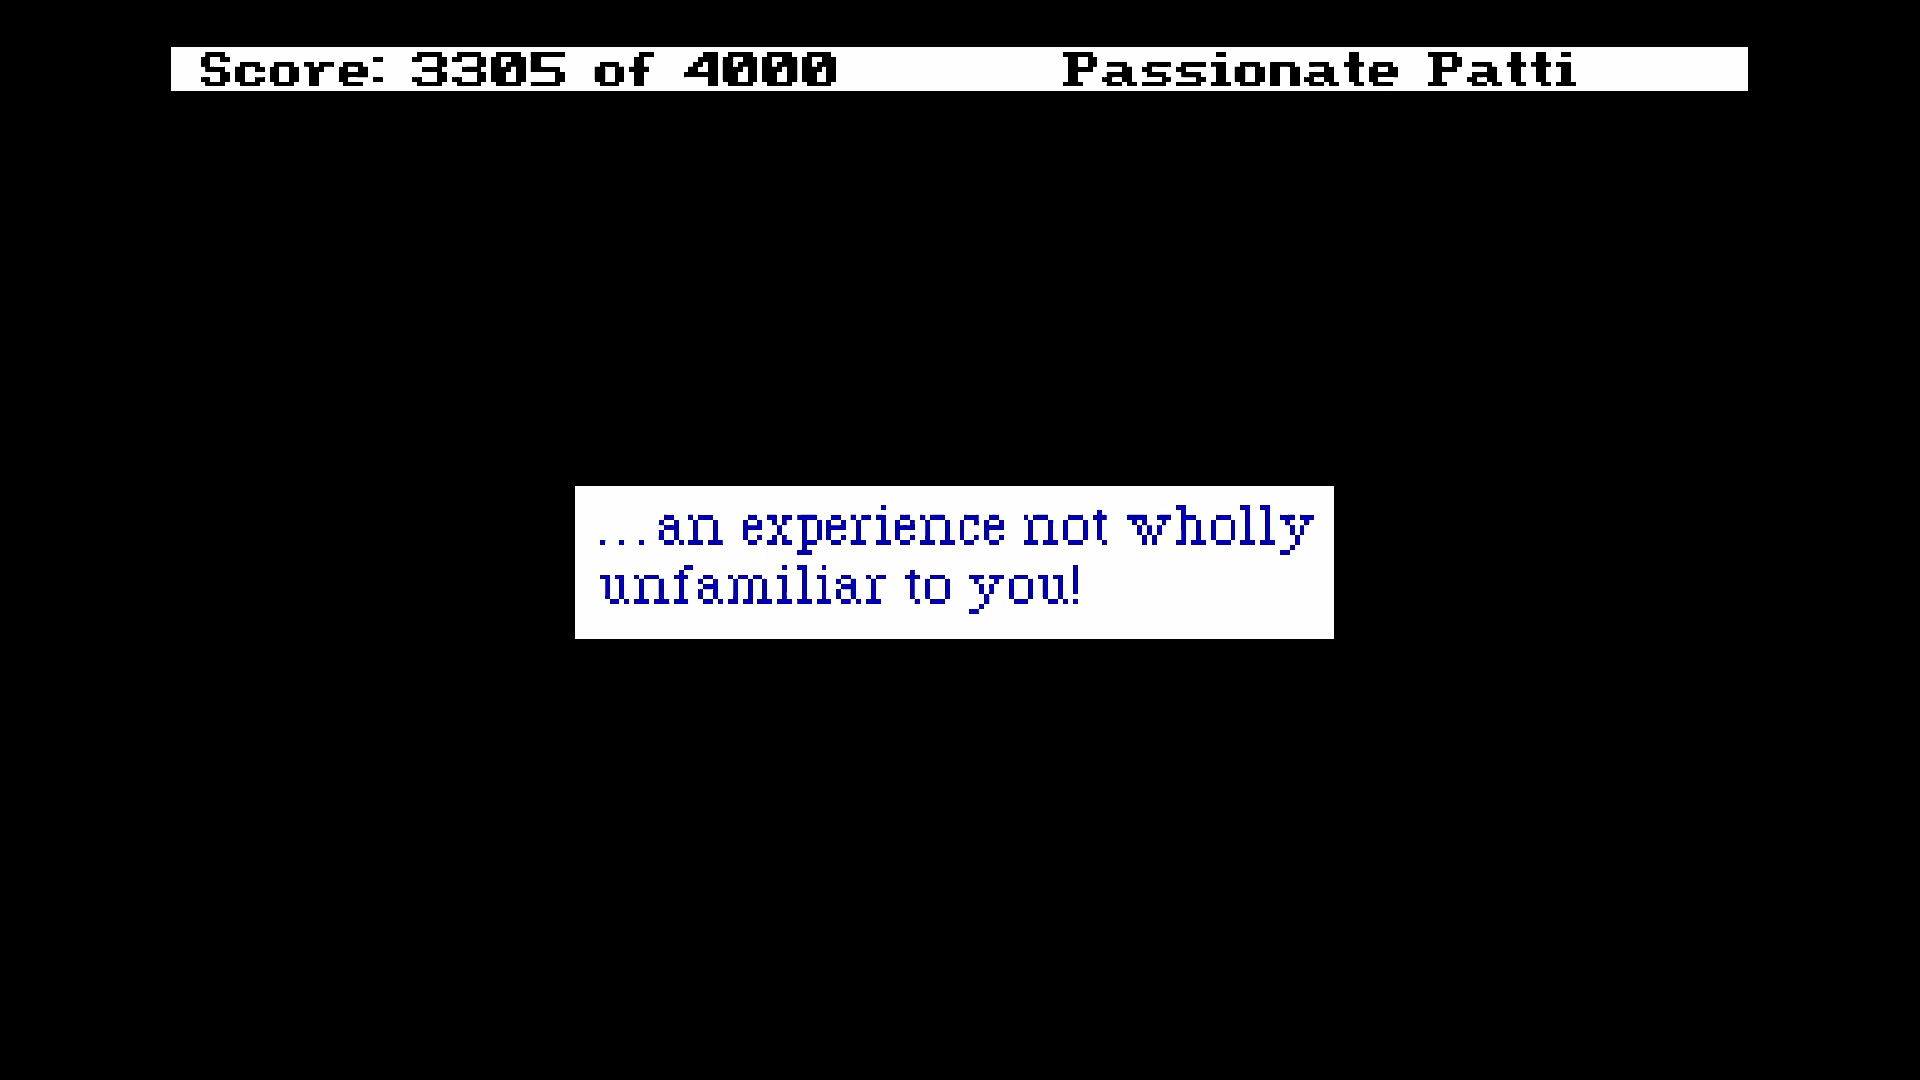 Score: 3305 of 4000 Passionate Patti
...an experience not wholly
unfamiliar to you!